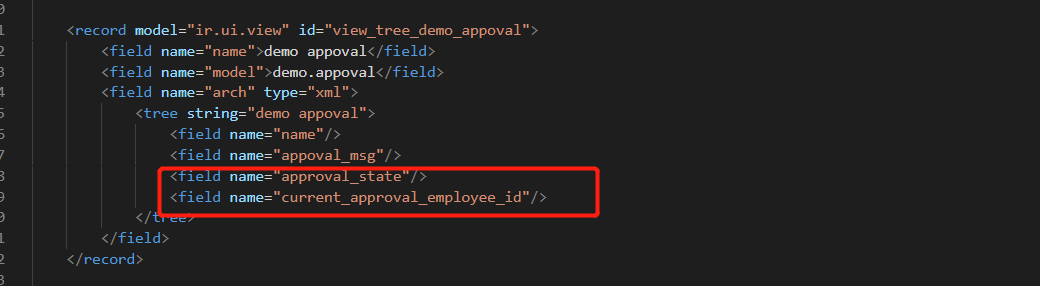 0
1 <record model="ir.ui.view" id="view_tree_demo_appoval">
2 <field name="name">demo appoval</field>
3 <field name="model">demo.appoval</field>
4 <field name="arch" type="xml">
5 <tree string="demo appoval">
6 <field name="name"/>
7 <field name="appoval_msg"/>
8 <field name="approval_state"/>
9 <field name="current_approval_employee_id"/>
0 </tree>
1 </field>
2 </record>
3